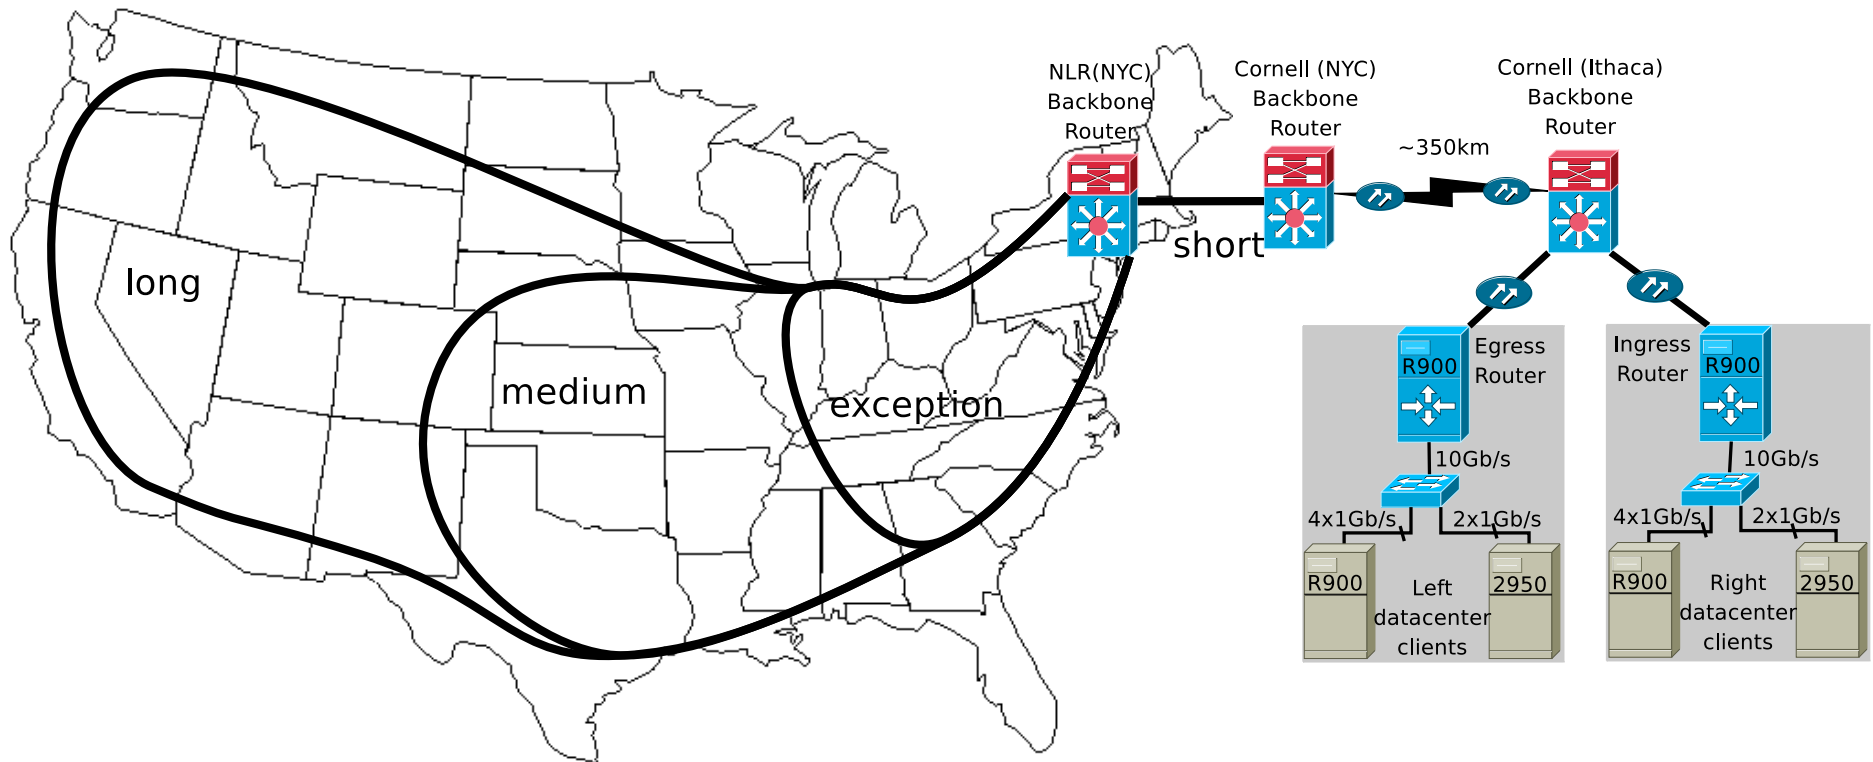 NLR(NYC)
Backbone
Router
Cornell (NYC)
Backbone
Router
Cornell (Ithaca)
Backbone
Router
~350km
short
long
medium
exception
R900
Egress
Router
Ingress
Router
R900
10Gb/s
10Gb/s
4x1Gb/s
2x1Gb/s
4x1Gb/s
2x1Gb/s
R900
Left
datacenter
clients
2950
R900
Right
datacenter
clients
2950